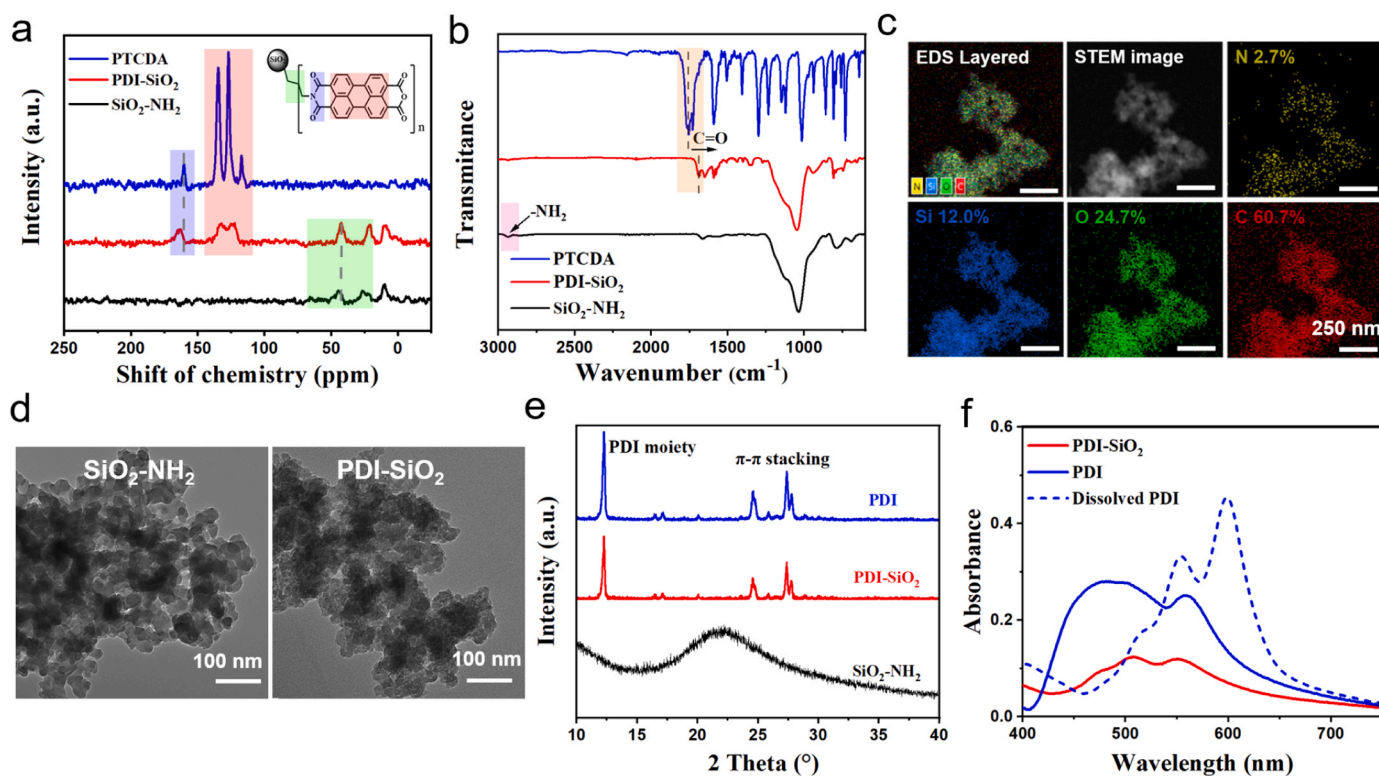 a
PTCDA
PDI-SiO₂
SiO₂-NH₂
SiO₂
O
N
O
O
O
O
n
Intensity (a.u.)
250 200 150 100 50 0
Shift of chemistry (ppm)
b
C=O
-NH₂
PTCDA
PDI-SiO₂
SiO₂-NH₂
Transmitance
3000 2500 2000 1500 1000
Wavenumber (cm⁻¹)
c
EDS Layered
N Si O C
STEM image
N 2.7%
Si 12.0%
O 24.7%
C 60.7%
250 nm
d
SiO₂-NH₂
100 nm
PDI-SiO₂
100 nm
e
PDI moiety
π-π stacking
PDI
PDI-SiO₂
SiO₂-NH₂
Intensity (a.u.)
10 15 20 25 30 35 40
2 Theta (°)
f
PDI-SiO₂
PDI
Dissolved PDI
Absorbance
0.6
0.4
0.2
0.0
400 500 600 700
Wavelength (nm)